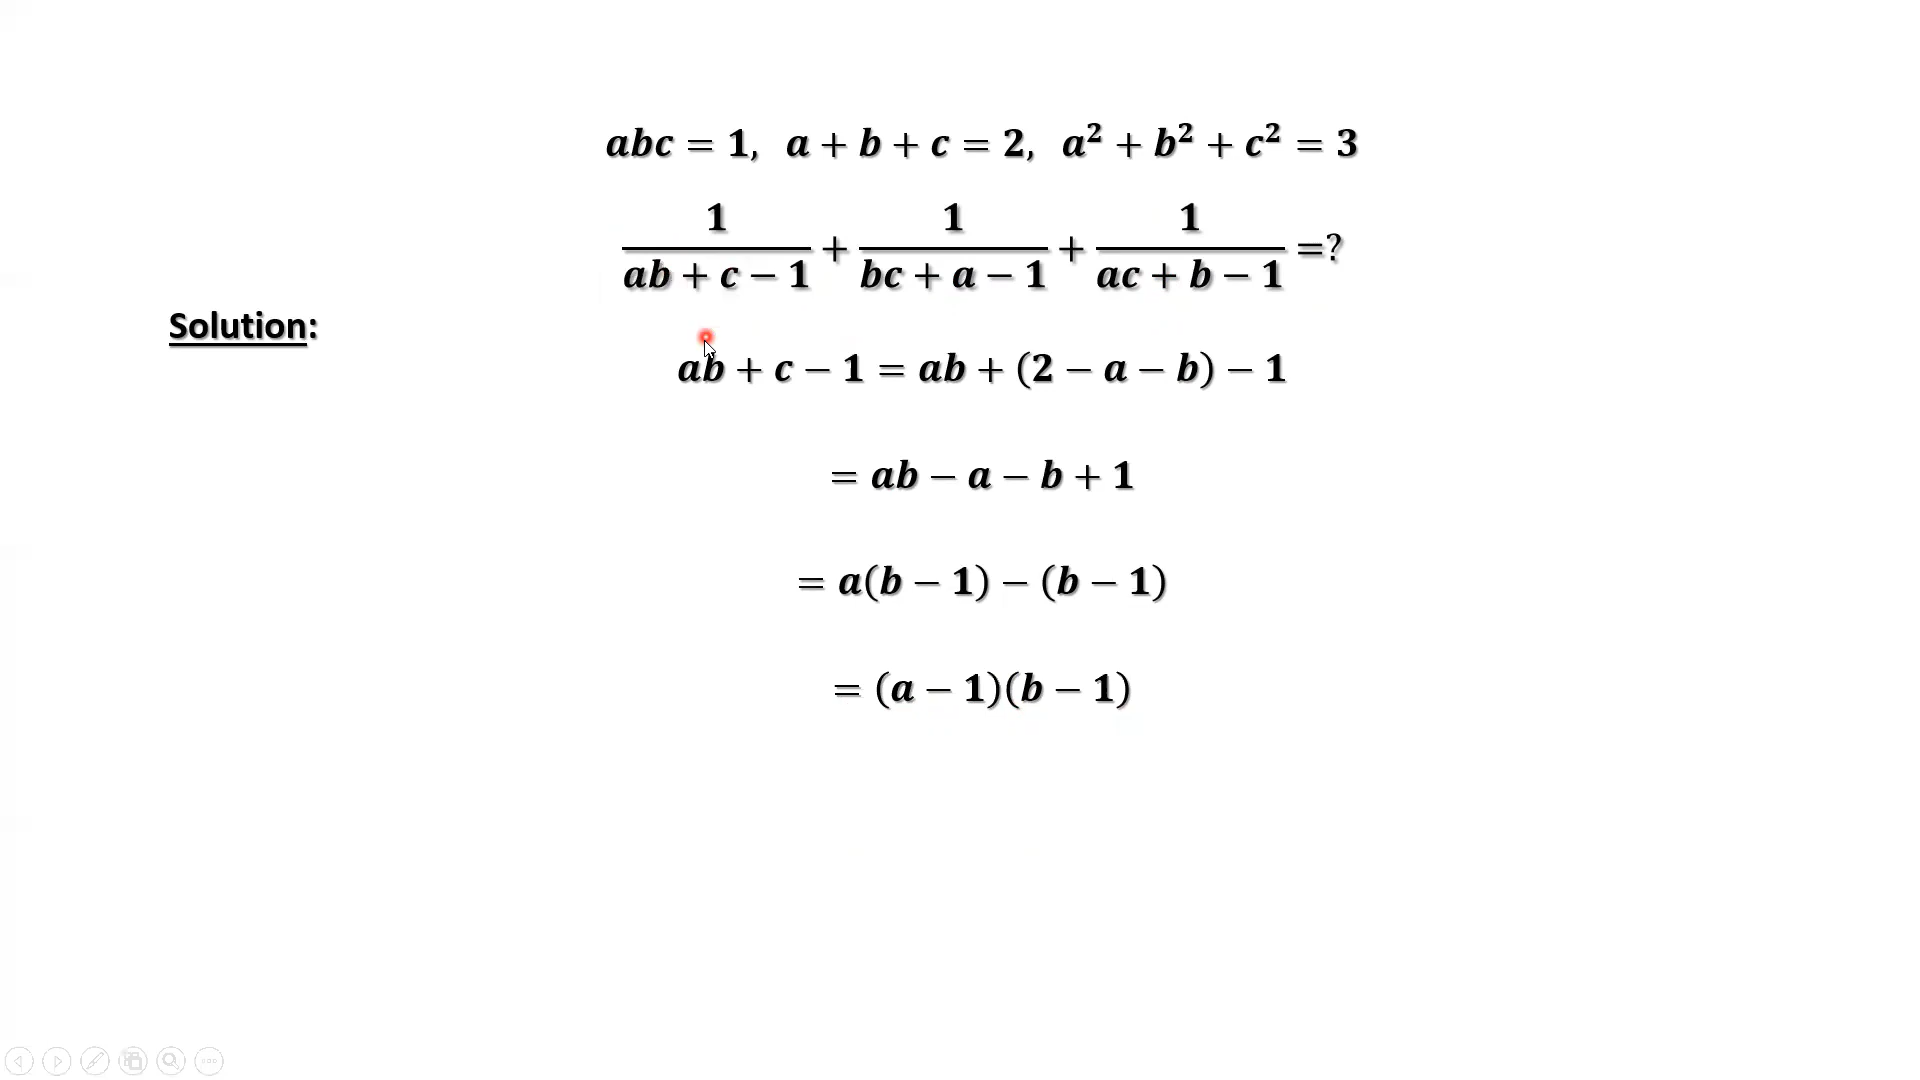 abc = 1, a + b + c = 2, a² + b² + c² = 3
1/(ab + c − 1) + 1/(bc + a − 1) + 1/(ac + b − 1) =?
Solution:
ab + c − 1 = ab + (2 − a − b) − 1
= ab − a − b + 1
= a(b − 1) − (b − 1)
= (a − 1)(b − 1)